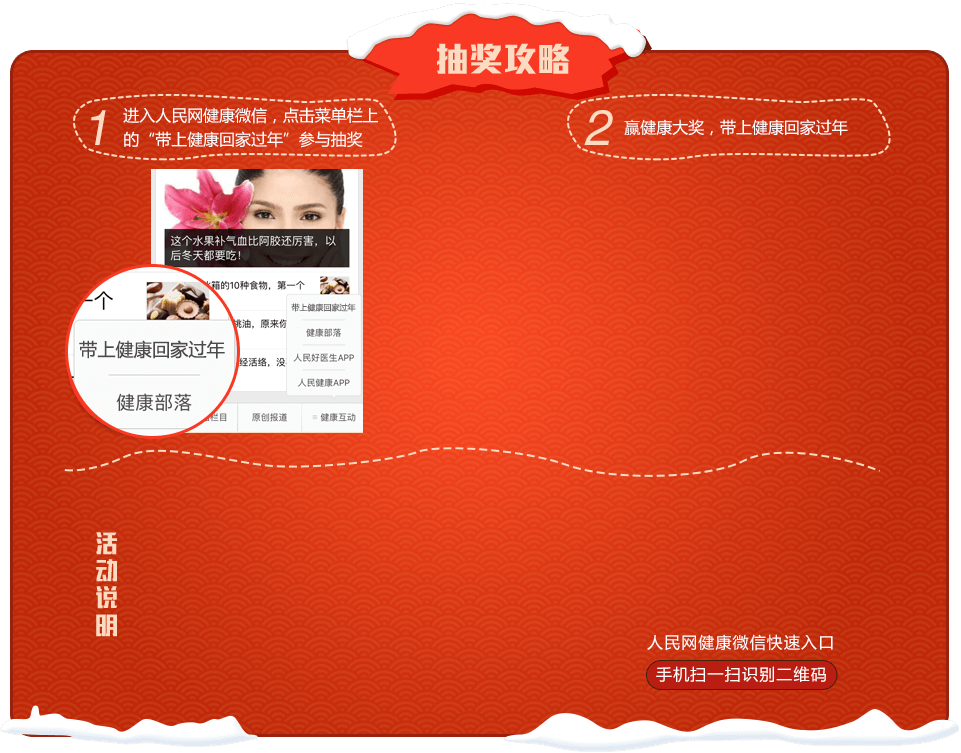 抽奖攻略
1
进入人民网健康微信，点击菜单栏上
的“带上健康回家过年”参与抽奖
2
赢健康大奖，带上健康回家过年
这个水果补气血比阿胶还厉害，以
后冬天都要吃！
箱的10种食物，第一个
一个
带上健康回家过年
桃油，原来你
健康部落
人民好医生APP
经活络，没
人民健康APP
带上健康回家过年
健康部落
栏目
原创报道
健康互动
活动说明
人民网健康微信快速入口
手机扫一扫识别二维码